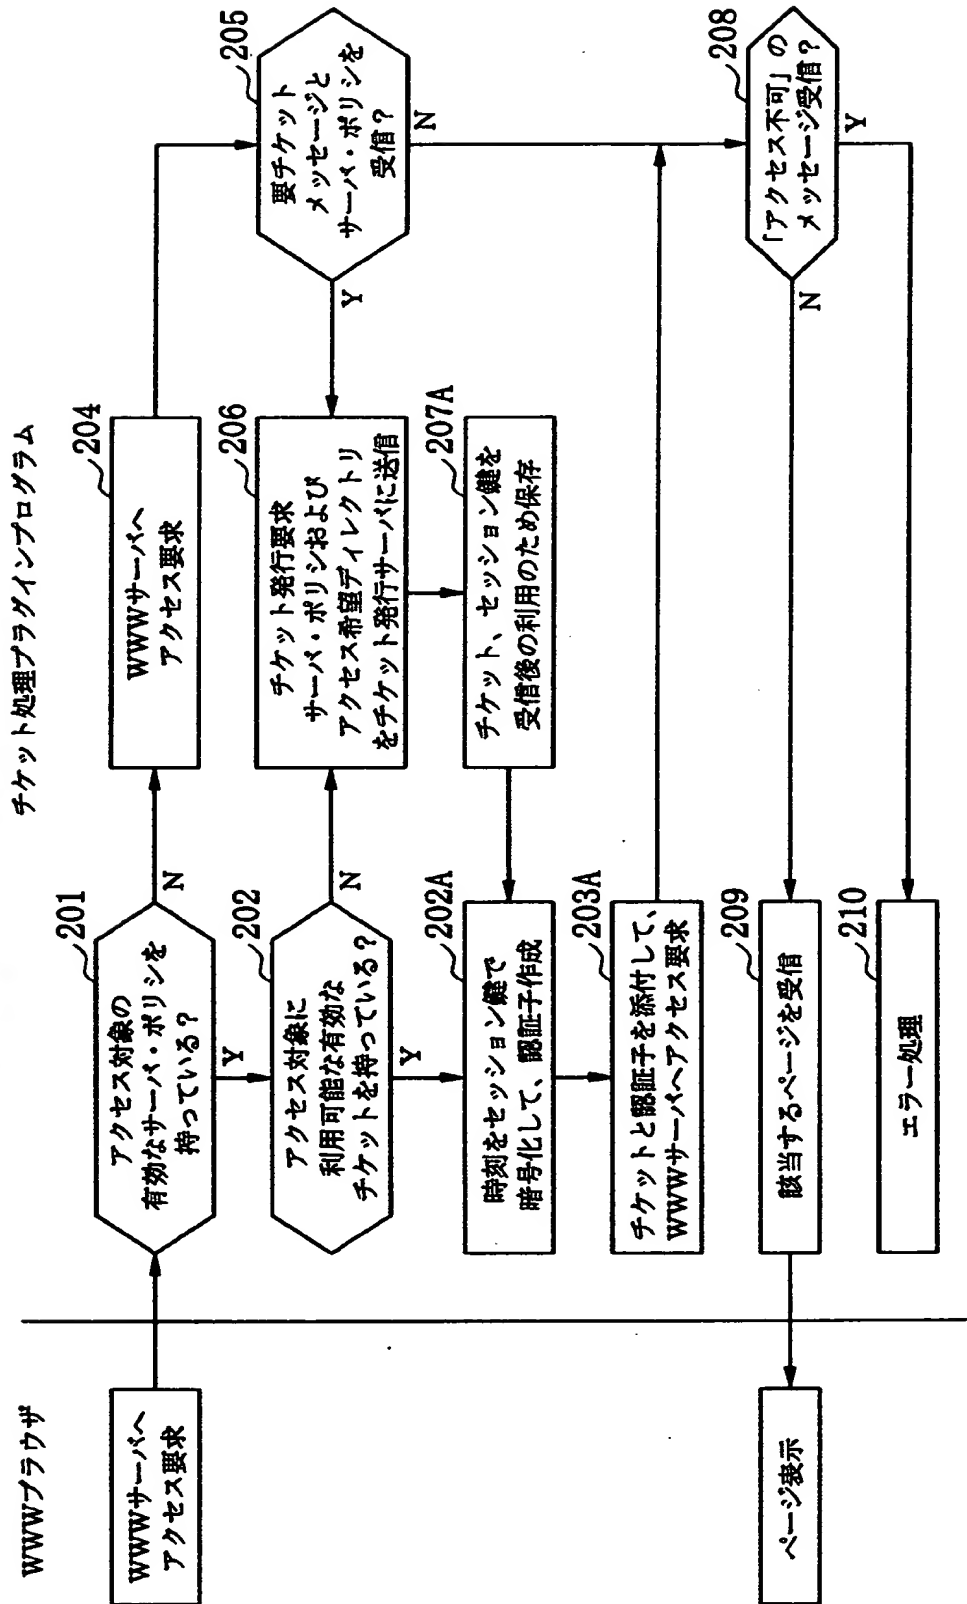 WWWブラウザ
チケット処理プラグインプログラム
WWWサーバへ
アクセス要求
201
アクセス対象の
有効なサーバ・ポリシを
持っている？
N
Y
204
WWWサーバへ
アクセス要求
205
要チケット
メッセージと
サーバ・ポリシを
受信？
N
Y
202
アクセス対象に
利用可能な有効な
チケットを持っている？
N
Y
206
チケット発行要求
サーバ・ポリシおよび
アクセス希望ディレクトリ
をチケット発行サーバに送信
207A
チケット、セッション鍵を
受信後の利用のため保存
202A
時刻をセッション鍵で
暗号化して、認証子作成
203A
チケットと認証子を添付して、
WWWサーバへアクセス要求
208
「アクセス不可」の
メッセージ受信？
N
Y
209
該当するページを受信
ページ表示
210
エラー処理